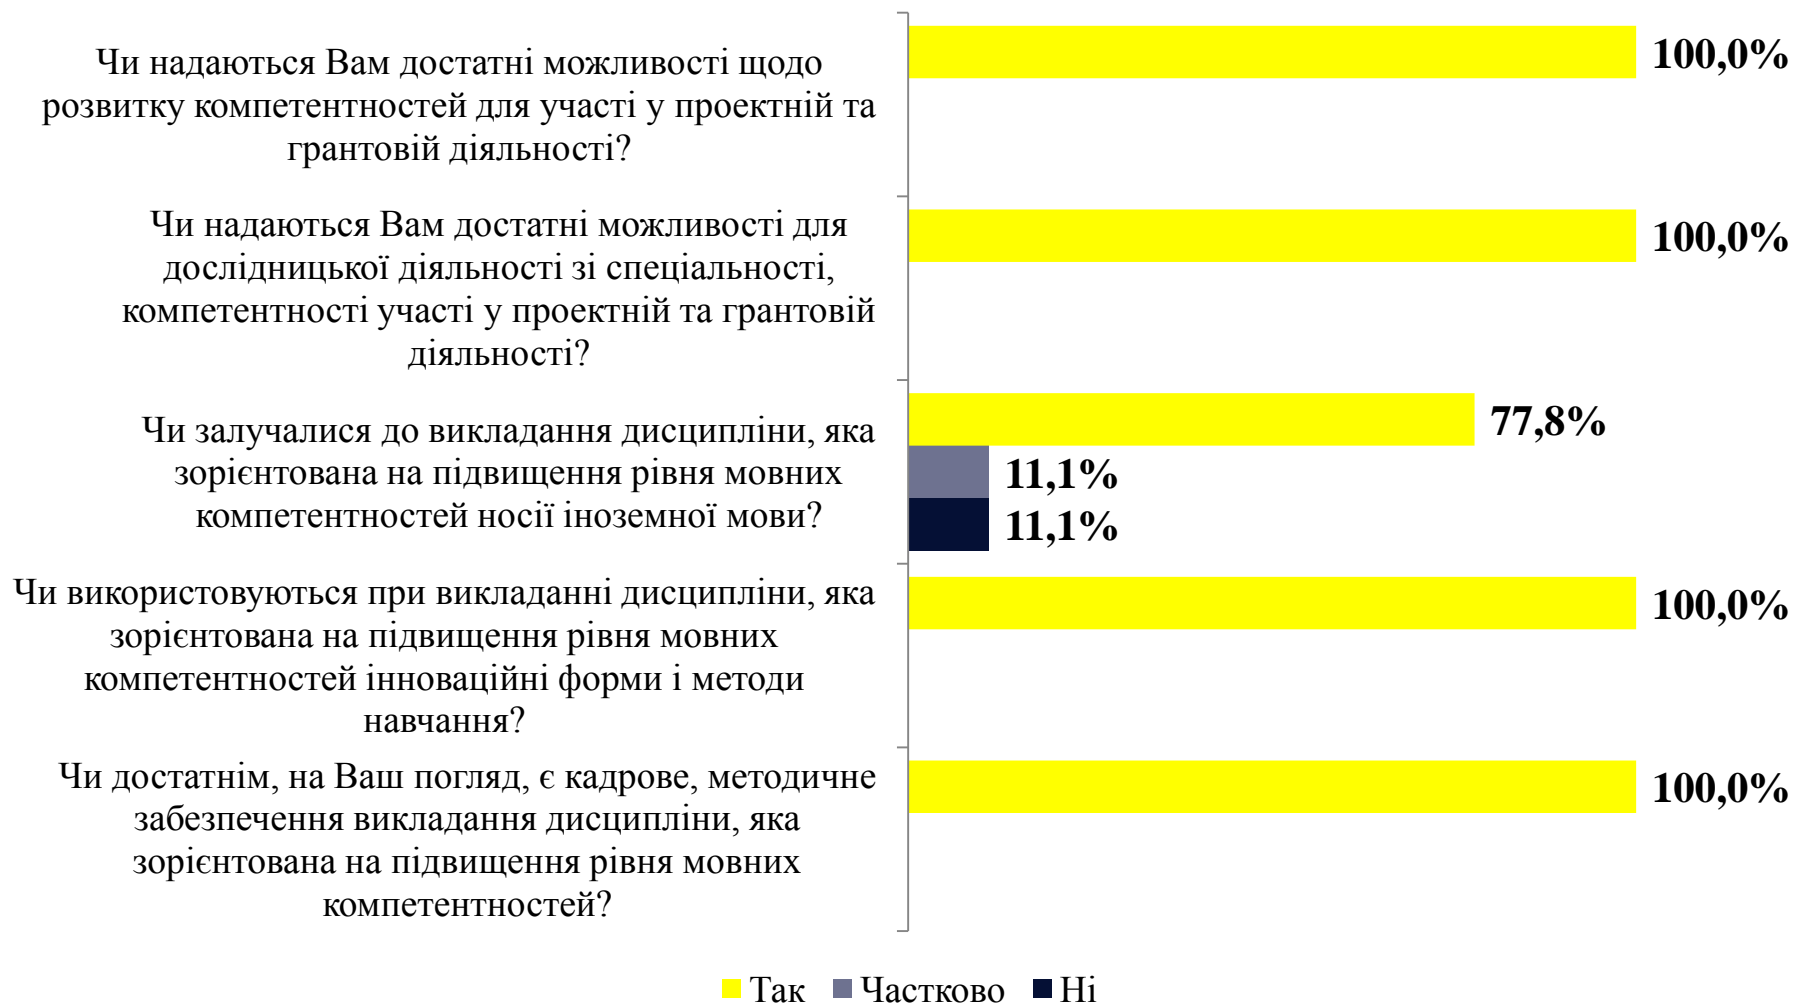 Чи надаються Вам достатні можливості щодо
розвитку компетентностей для участі у проектній та
грантовій діяльності?
100,0%
Чи надаються Вам достатні можливості для
дослідницької діяльності зі спеціальності,
компетентності участі у проектній та грантовій
діяльності?
100,0%
Чи залучалися до викладання дисципліни, яка
зорієнтована на підвищення рівня мовних
компетентностей носії іноземної мови?
77,8%
11,1%
11,1%
Чи використовуються при викладанні дисципліни, яка
зорієнтована на підвищення рівня мовних
компетентностей інноваційні форми і методи
навчання?
100,0%
Чи достатнім, на Ваш погляд, є кадрове, методичне
забезпечення викладання дисципліни, яка
зорієнтована на підвищення рівня мовних
компетентностей?
100,0%
Так Частково Ні